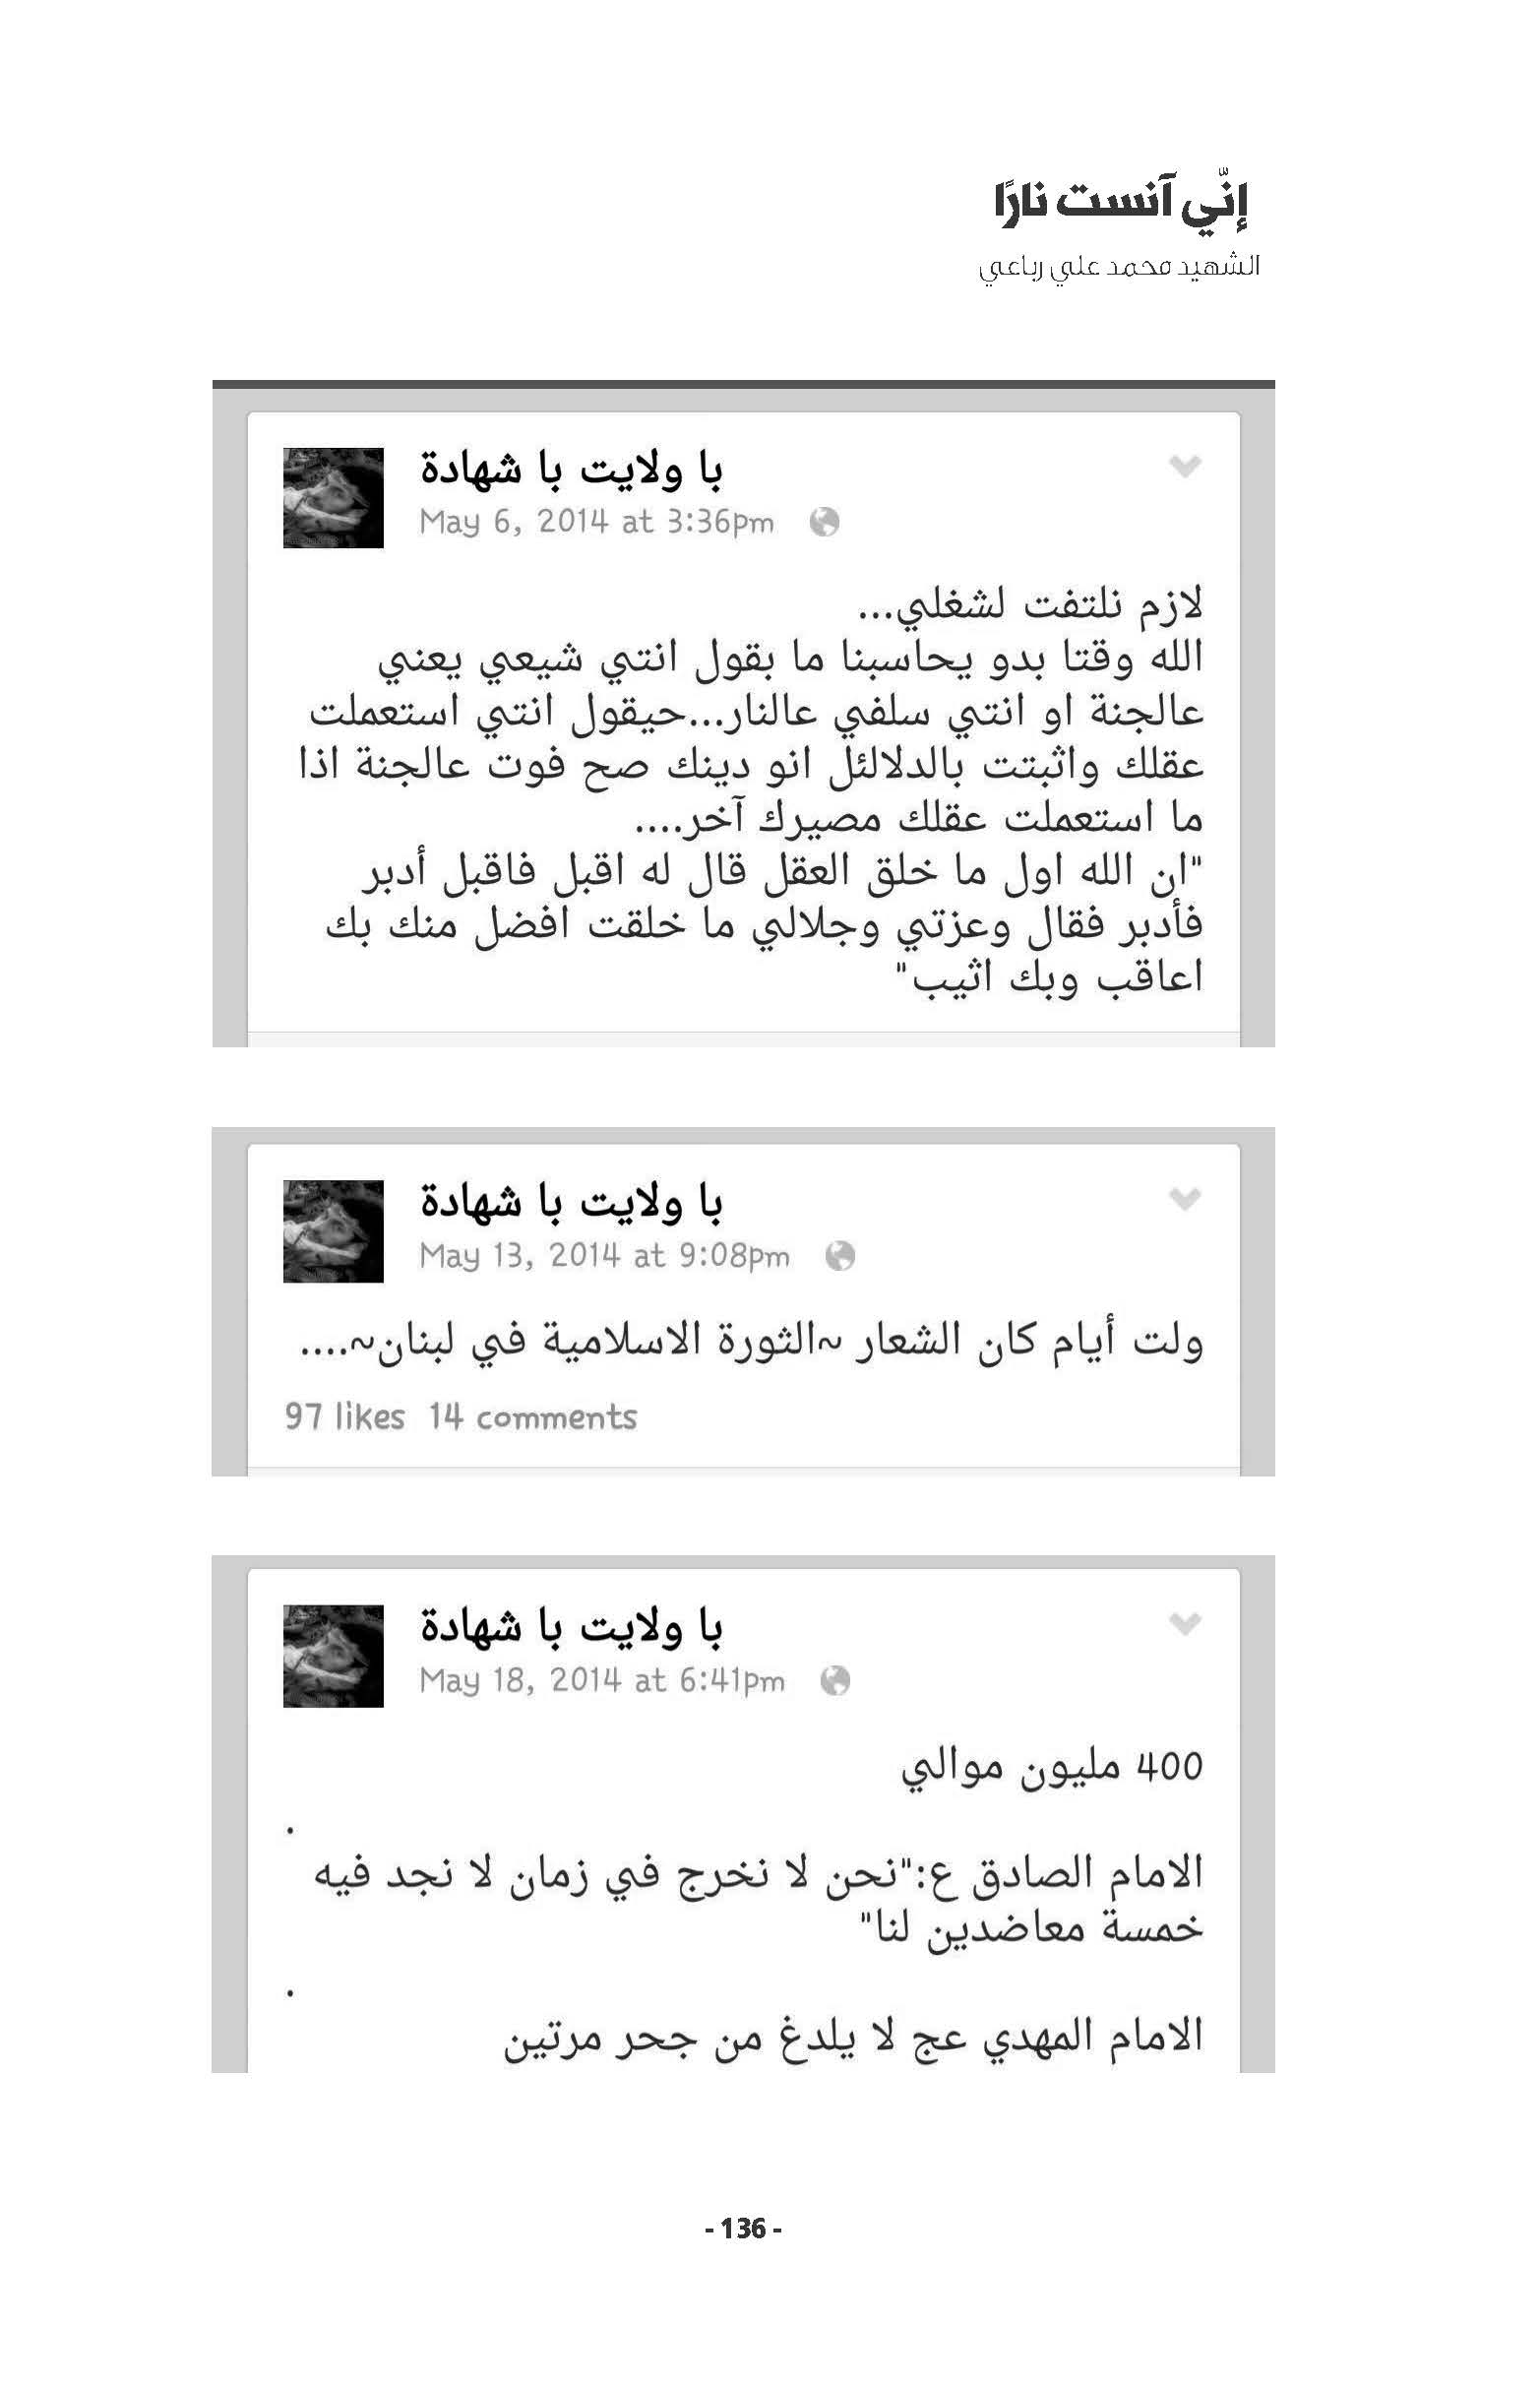 إنّي آنست نارًا
الشهيد محمد علي رباعي
با ولايت با شهادة
May 6, 2014 at 3:36pm
لازم نلتفت لشغلي...
الله وقتا بدو يحاسبنا ما بقول انتي شيعي يعني
عالجنة او انتي سلفي عالنار...حيقول انتي استعملت
عقلك واثبتت بالدلالئل انو دينك صح فوت عالجنة اذا
ما استعملت عقلك مصيرك آخر....
"ان الله اول ما خلق العقل قال له اقبل فاقبل أدبر
فأدبر فقال وعزتي وجلالي ما خلقت افضل منك بك
اعاقب وبك اثيب"
با ولايت با شهادة
May 13, 2014 at 9:08pm
ولت أيام كان الشعار ~الثورة الاسلامية في لبنان~....
97 likes 14 comments
با ولايت با شهادة
May 18, 2014 at 6:41pm
400 مليون موالي
.
الامام الصادق ع:"نحن لا نخرج في زمان لا نجد فيه
خمسة معاضدين لنا"
.
الامام المهدي عج لا يلدغ من جحر مرتين
- 136 -